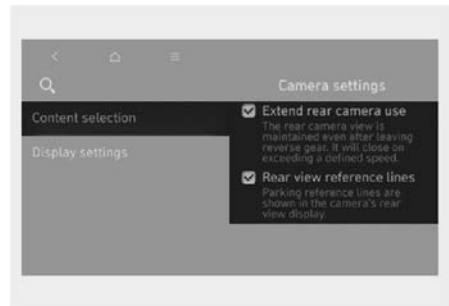 Camera settings
Content selection
Display settings
Extend rear camera use
The rear camera view is
maintained even after leaving
reverse gear. It will close on
exceeding a defined speed.
Rear view reference lines
Parking reference lines are
shown in the camera's rear
view display.